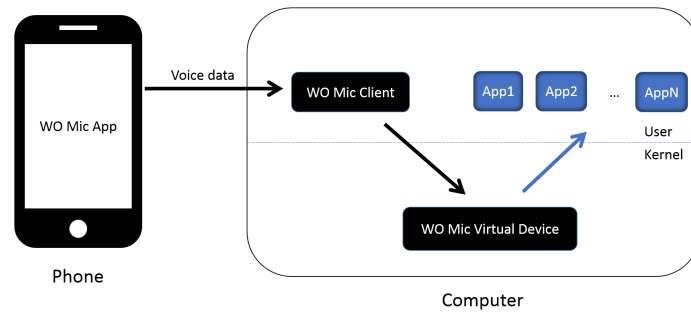 Voice data
WO Mic Client
App1
App2
...
AppN
WO Mic App
User
Kernel
WO Mic Virtual Device
Phone
Computer